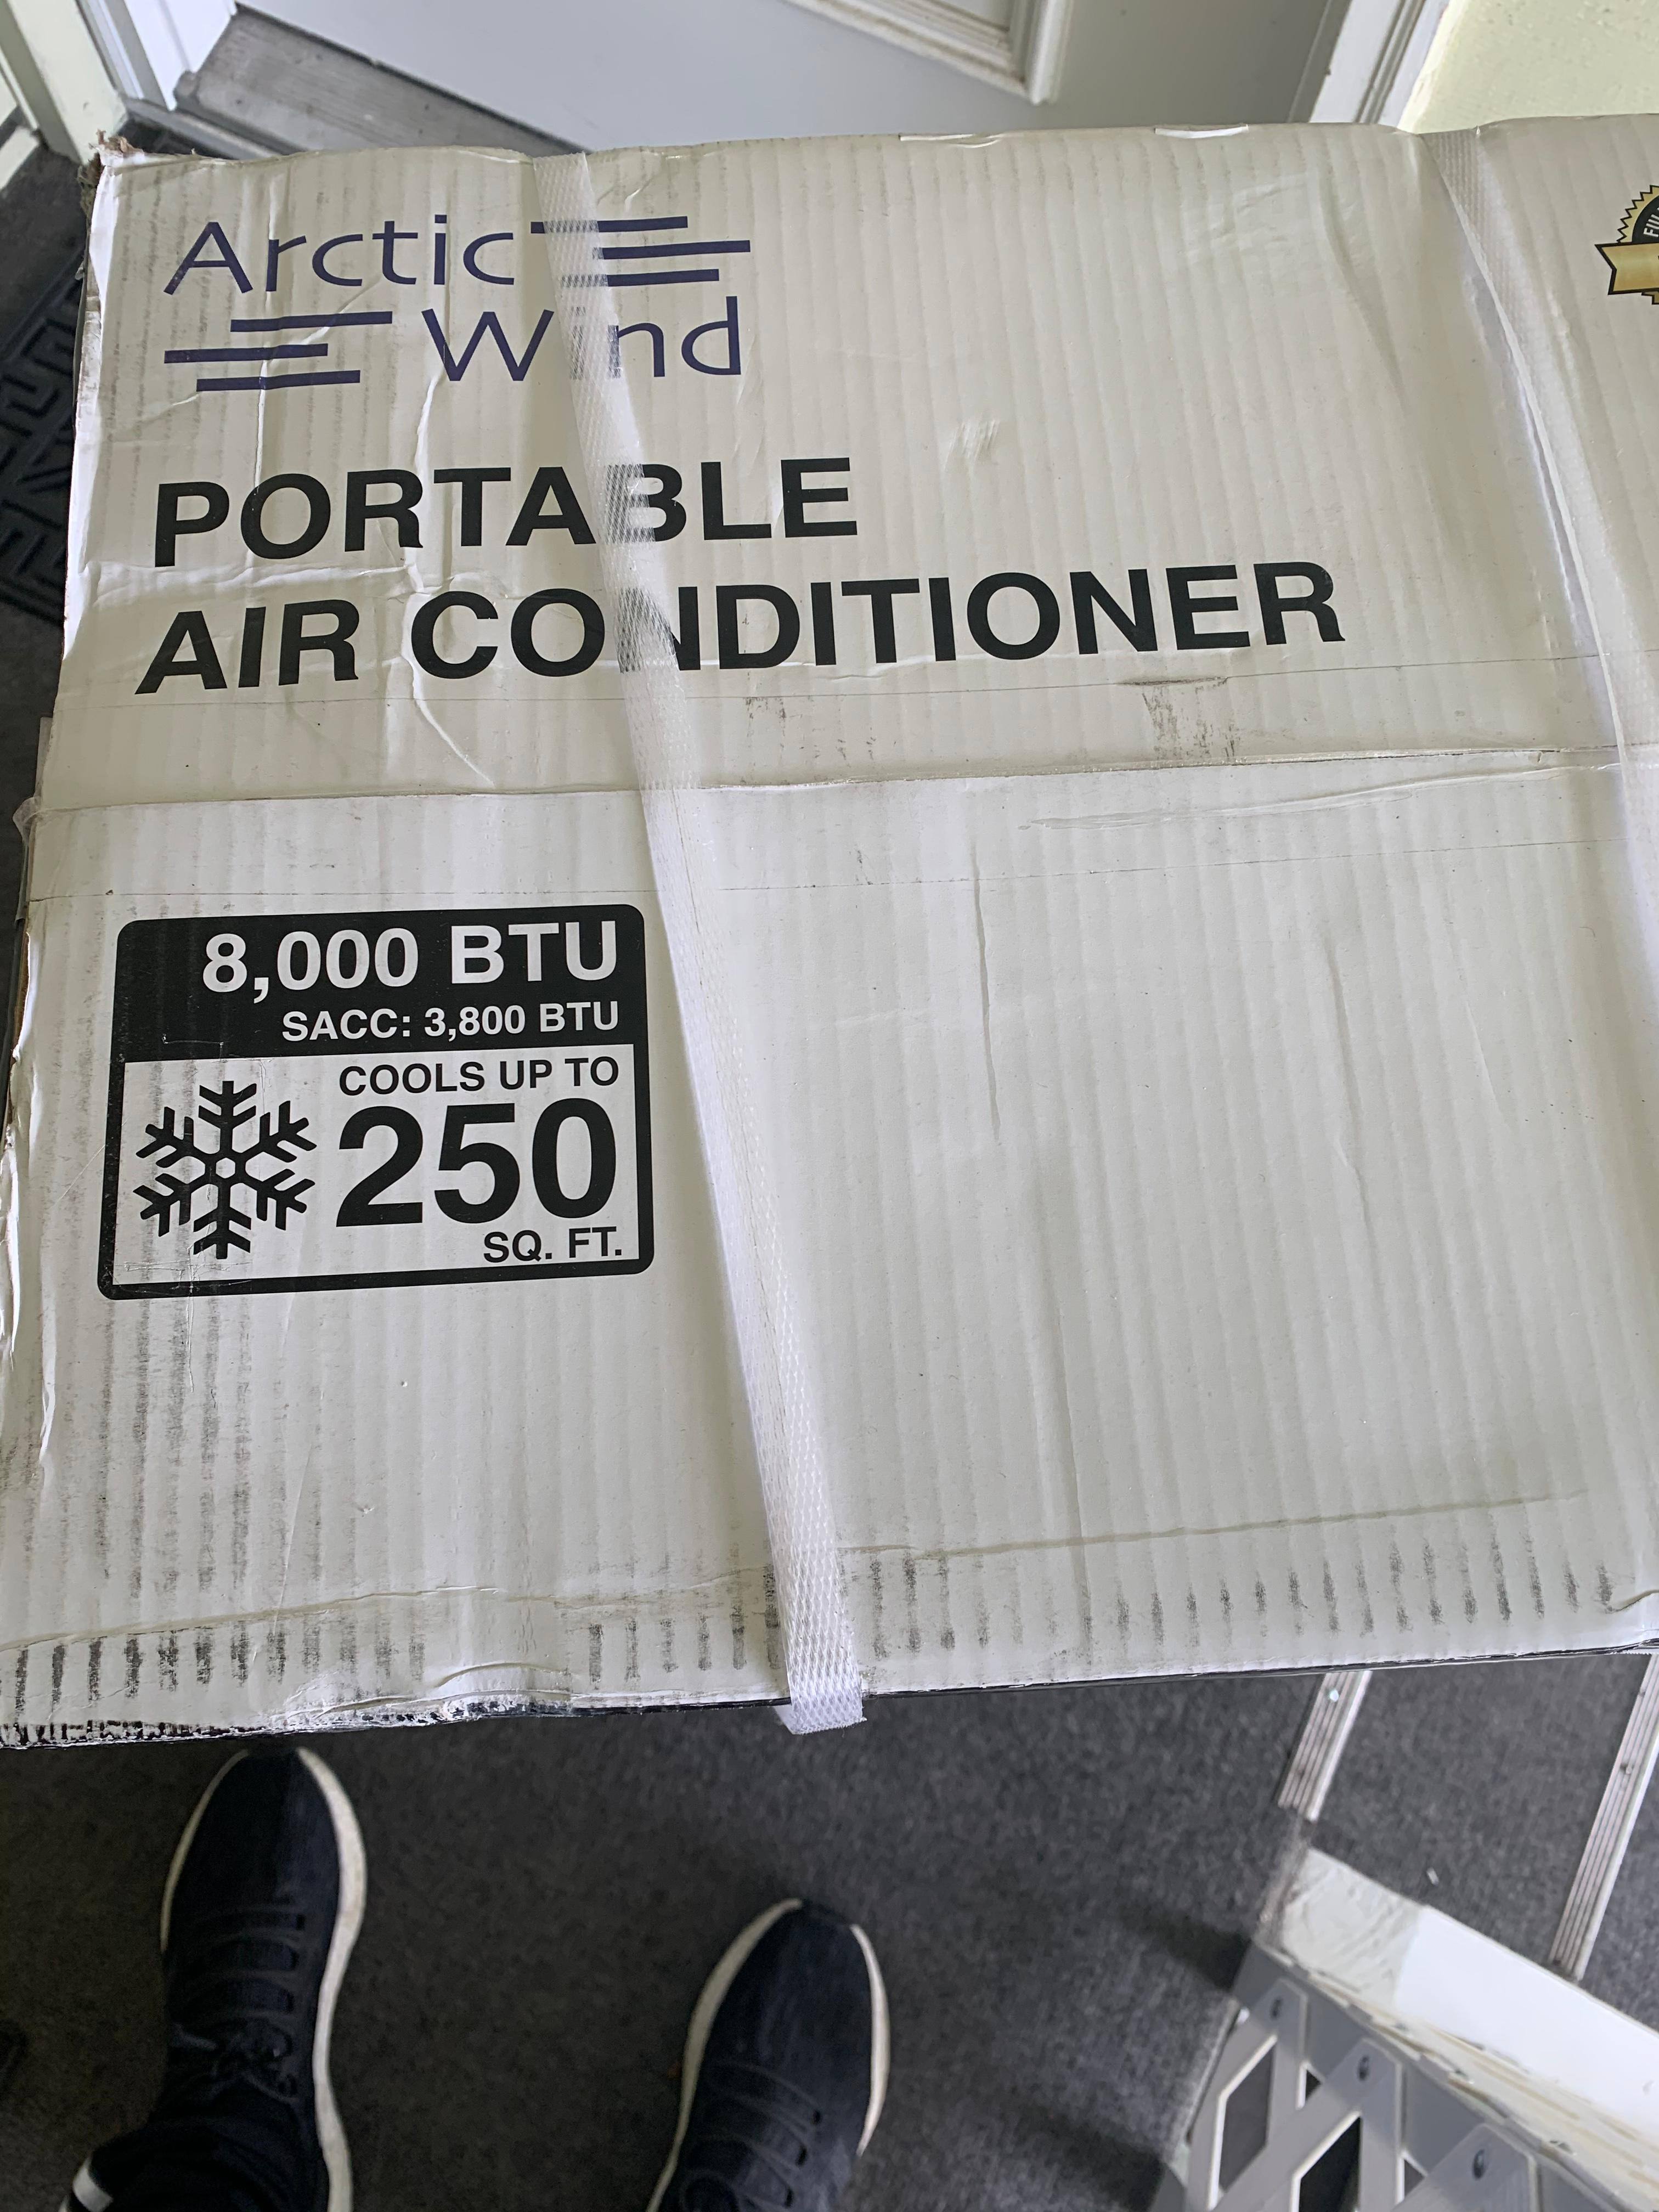 Arctic
Wind
PORTABLE
AIR CONDITIONER
8,000 BTU
SACC: 3,800 BTU
COOLS UP TO
250
SQ. FT.